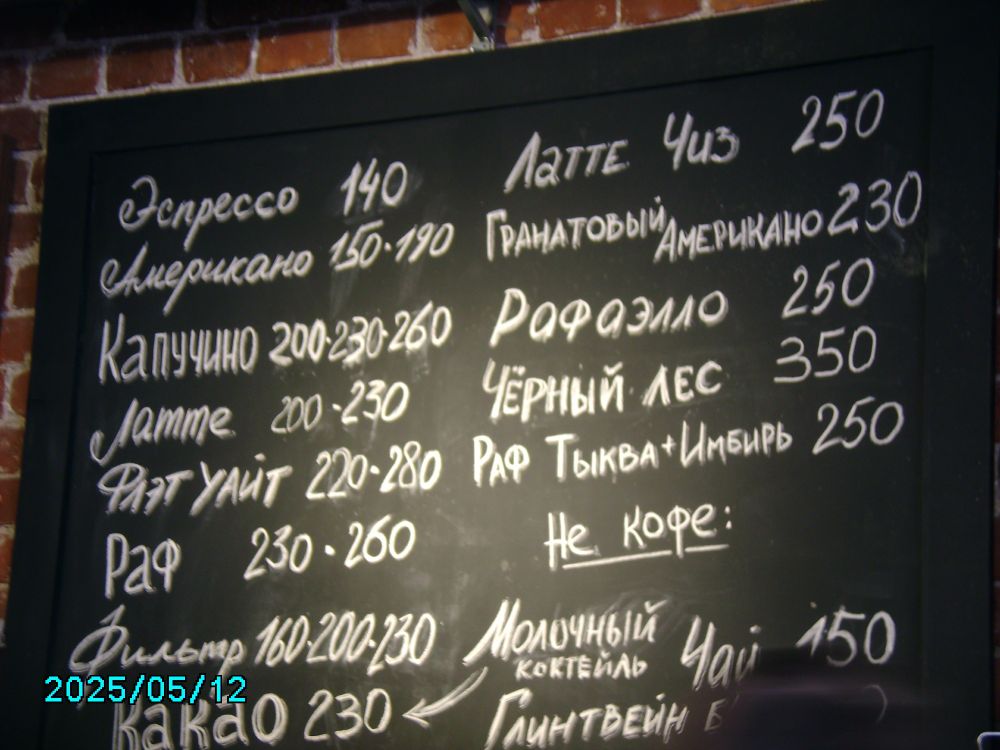 Эспрессо 140
Американо 150·190
Капучино 200·230·260
Латте 200·230
Флэт Уайт 220·280
Раф 230·260
Фильтр 160·200·230
Какао 230
Латте Чиз 250
Гранатовый Американо 230
Рафаэлло 250
Чёрный лес 350
Раф Тыква+Имбирь 250
Не кофе:
Молочный коктейль
Чай 150
Глинтвейн
2025/05/12